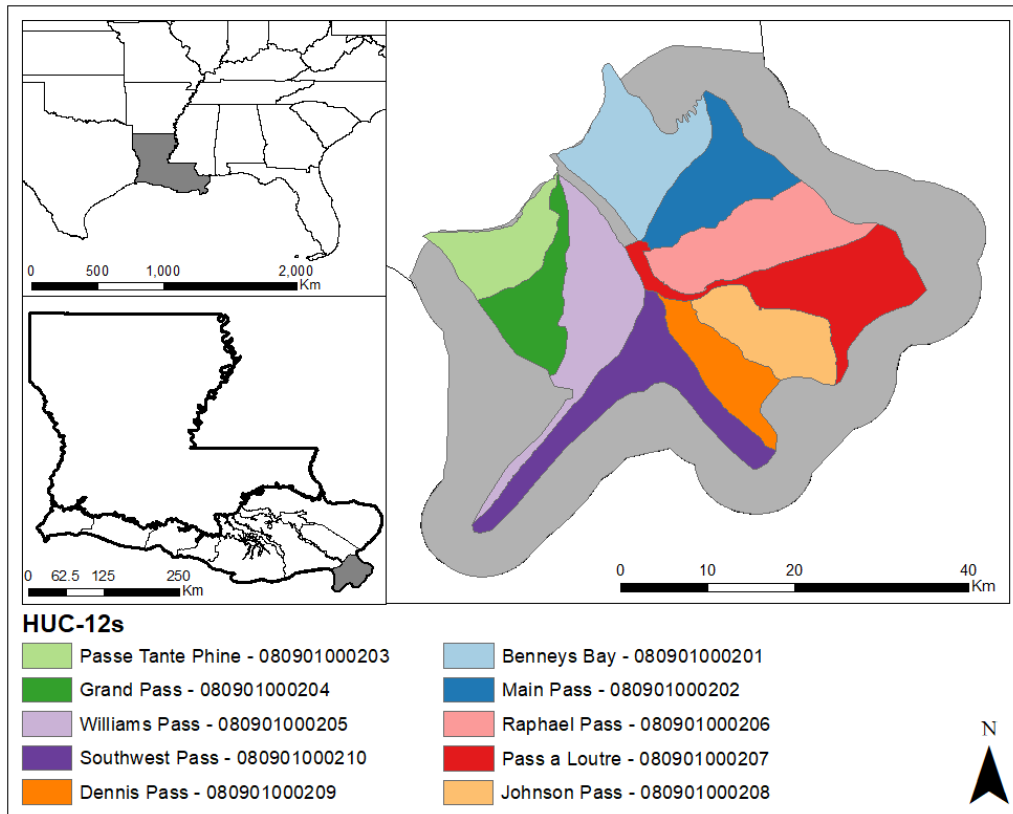 0 500 1,000 2,000
Km
0 62.5 125 250
Km
0 10 20 40
Km
HUC-12s
Passe Tante Phine - 080901000203
Grand Pass - 080901000204
Williams Pass - 080901000205
Southwest Pass - 080901000210
Dennis Pass - 080901000209
Benneys Bay - 080901000201
Main Pass - 080901000202
Raphael Pass - 080901000206
Pass a Loutre - 080901000207
Johnson Pass - 080901000208
N